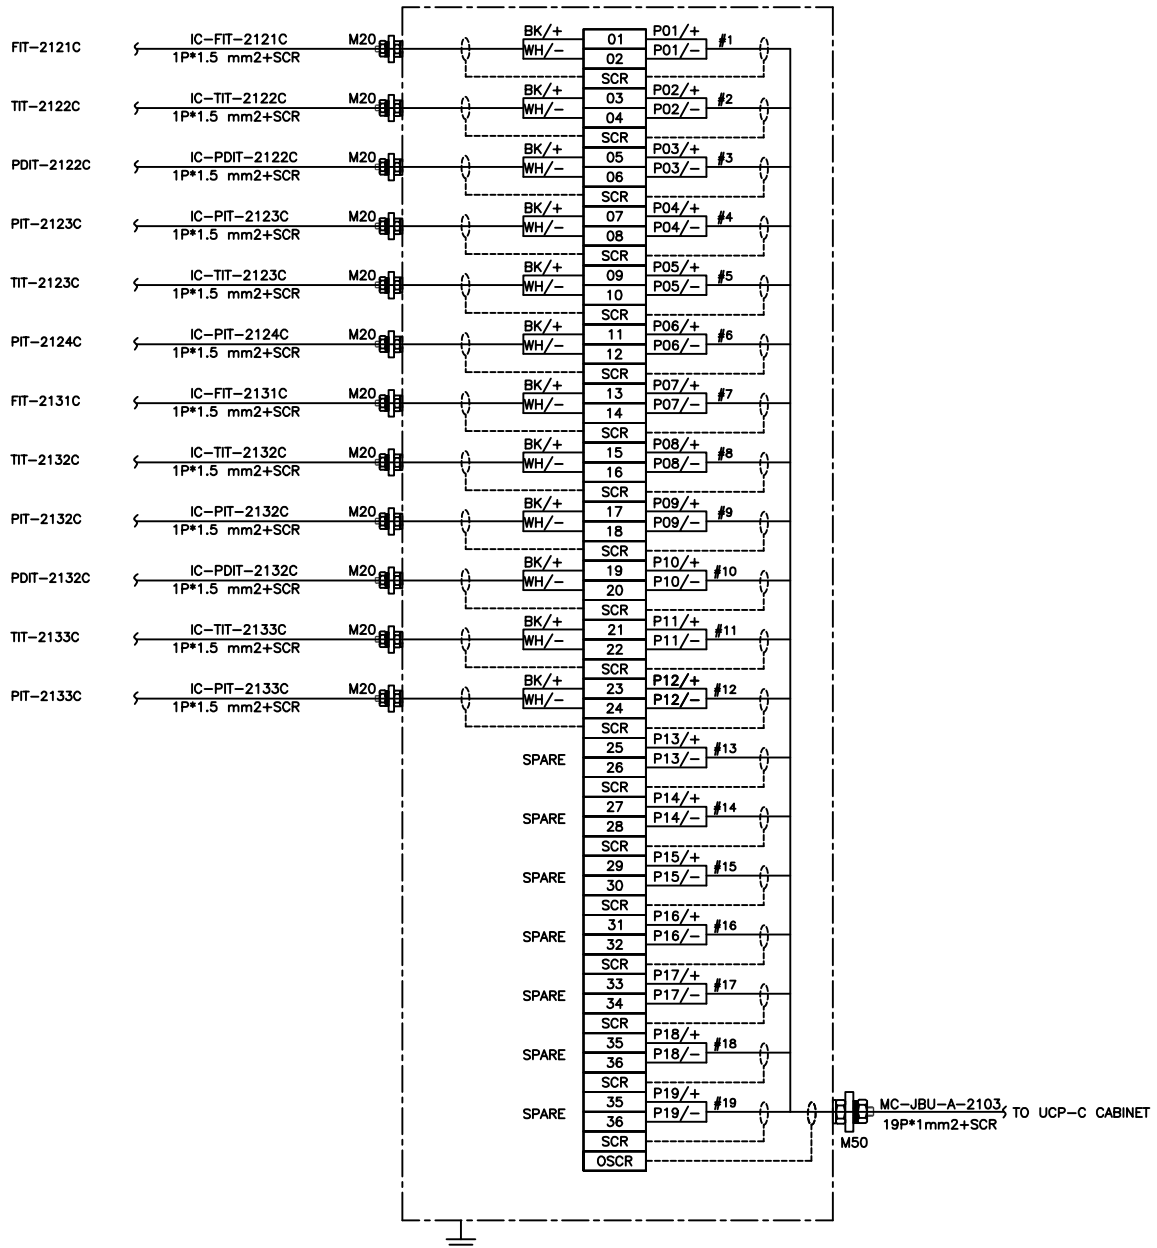 BK/+ 01 P01/+
FIT-2121C IC-FIT-2121C M20 WH/- 02 P01/- #1
1P*1.5 mm2+SCR SCR
BK/+ 03 P02/+
TIT-2122C IC-TIT-2122C M20 WH/- 04 P02/- #2
1P*1.5 mm2+SCR SCR
BK/+ 05 P03/+
PDIT-2122C IC-PDIT-2122C M20 WH/- 06 P03/- #3
1P*1.5 mm2+SCR SCR
BK/+ 07 P04/+
PIT-2123C IC-PIT-2123C M20 WH/- 08 P04/- #4
1P*1.5 mm2+SCR SCR
BK/+ 09 P05/+
TIT-2123C IC-TIT-2123C M20 WH/- 10 P05/- #5
1P*1.5 mm2+SCR SCR
BK/+ 11 P06/+
PIT-2124C IC-PIT-2124C M20 WH/- 12 P06/- #6
1P*1.5 mm2+SCR SCR
BK/+ 13 P07/+
FIT-2131C IC-FIT-2131C M20 WH/- 14 P07/- #7
1P*1.5 mm2+SCR SCR
BK/+ 15 P08/+
TIT-2132C IC-TIT-2132C M20 WH/- 16 P08/- #8
1P*1.5 mm2+SCR SCR
BK/+ 17 P09/+
PIT-2132C IC-PIT-2132C M20 WH/- 18 P09/- #9
1P*1.5 mm2+SCR SCR
BK/+ 19 P10/+
PDIT-2132C IC-PDIT-2132C M20 WH/- 20 P10/- #10
1P*1.5 mm2+SCR SCR
BK/+ 21 P11/+
TIT-2133C IC-TIT-2133C M20 WH/- 22 P11/- #11
1P*1.5 mm2+SCR SCR
BK/+ 23 P12/+
PIT-2133C IC-PIT-2133C M20 WH/- 24 P12/- #12
1P*1.5 mm2+SCR SCR
25 P13/+
SPARE 26 P13/- #13
SCR
27 P14/+
SPARE 28 P14/- #14
SCR
29 P15/+
SPARE 30 P15/- #15
SCR
31 P16/+
SPARE 32 P16/- #16
SCR
33 P17/+
SPARE 34 P17/- #17
SCR
35 P18/+
SPARE 36 P18/- #18
SCR
35 P19/+
SPARE 36 P19/- #19 MC-JBU-A-2103 TO UCP-C CABINET
19P*1mm2+SCR
SCR M50
OSCR